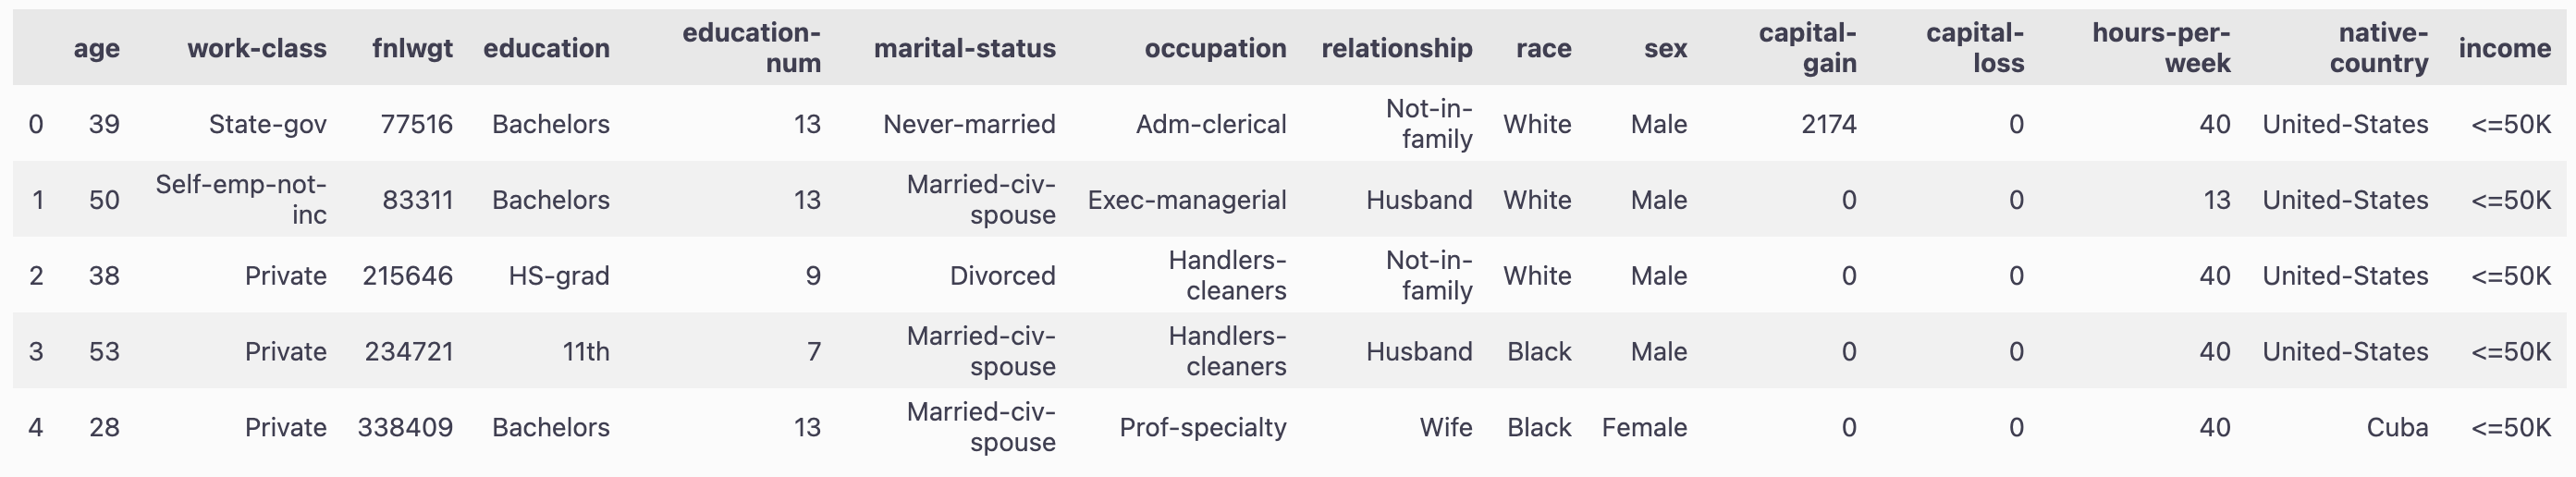 age work-class fnlwgt education education-num marital-status occupation relationship race sex capital-gain capital-loss hours-per-week native-country income
0 39 State-gov 77516 Bachelors 13 Never-married Adm-clerical Not-in-family White Male 2174 0 40 United-States <=50K
1 50 Self-emp-not-inc 83311 Bachelors 13 Married-civ-spouse Exec-managerial Husband White Male 0 0 13 United-States <=50K
2 38 Private 215646 HS-grad 9 Divorced Handlers-cleaners Not-in-family White Male 0 0 40 United-States <=50K
3 53 Private 234721 11th 7 Married-civ-spouse Handlers-cleaners Husband Black Male 0 0 40 United-States <=50K
4 28 Private 338409 Bachelors 13 Married-civ-spouse Prof-specialty Wife Black Female 0 0 40 Cuba <=50K